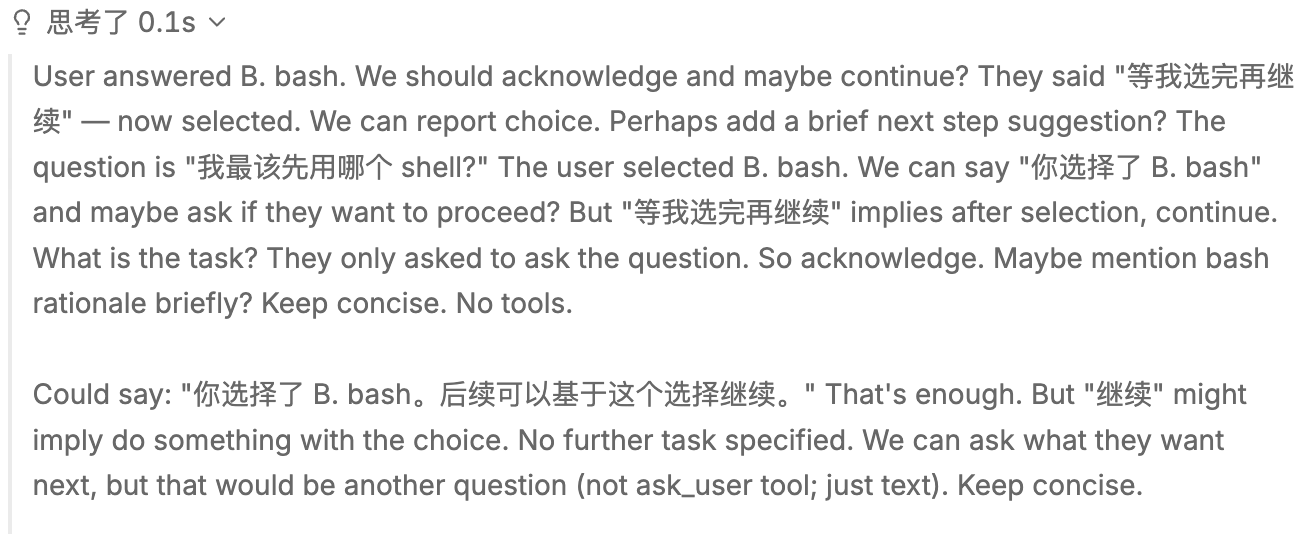 思考了 0.1s
User answered B. bash. We should acknowledge and maybe continue? They said "等我选完再继
续" — now selected. We can report choice. Perhaps add a brief next step suggestion? The
question is "我最该先用哪个 shell?" The user selected B. bash. We can say "你选择了 B. bash"
and maybe ask if they want to proceed? But "等我选完再继续" implies after selection, continue.
What is the task? They only asked to ask the question. So acknowledge. Maybe mention bash
rationale briefly? Keep concise. No tools.
Could say: "你选择了 B. bash。后续可以基于这个选择继续。" That's enough. But "继续" might
imply do something with the choice. No further task specified. We can ask what they want
next, but that would be another question (not ask_user tool; just text). Keep concise.